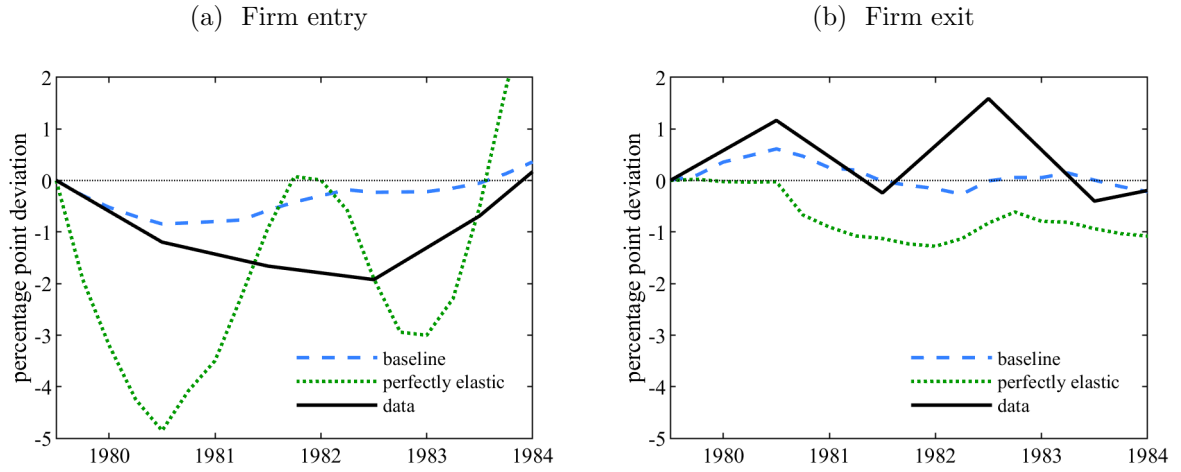 (a) Firm entry
percentage point deviation
2
1
0
-1
-2
-3
-4
-5
1980 1981 1982 1983 1984
baseline
perfectly elastic
data
(b) Firm exit
percentage point deviation
2
1
0
-1
-2
-3
-4
-5
1980 1981 1982 1983 1984
baseline
perfectly elastic
data